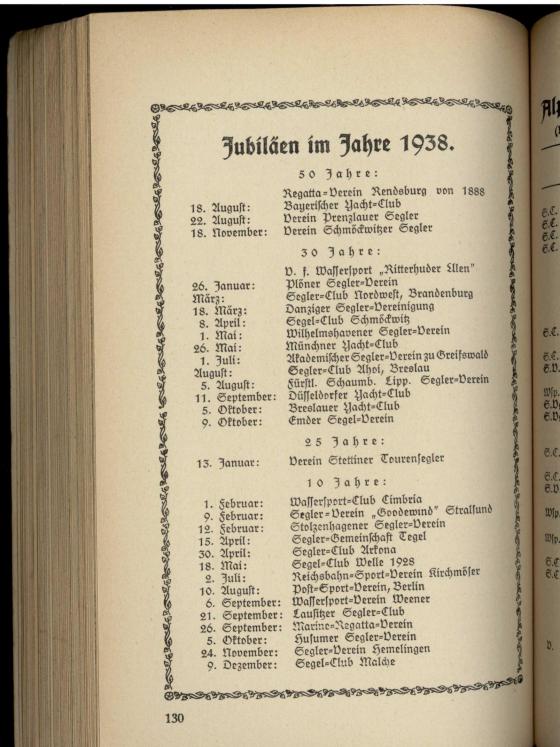 Jubiläen im Jahre 1938.
50 Jahre:
Regatta-Verein Rendsburg von 1888
18. August: Bayerischer Yacht-Club
22. August: Verein Prenzlauer Segler
18. November: Verein Schmöckwitzer Segler
30 Jahre:
V. f. Wassersport „Ritterhuder Ellen"
26. Januar: Plöner Segler-Verein
März: Segler-Club Nordwest, Brandenburg
18. März: Danziger Segler-Vereinigung
8. April: Segel-Club Schmöckwitz
1. Mai: Wilhelmshavener Segler-Verein
26. Mai: Münchner Yacht-Club
1. Juli: Akademischer Segler-Verein zu Greifswald
August: Segler-Club Ahoi, Breslau
5. August: Fürstl. Schaumb. Lipp. Segler-Verein
11. September: Düsseldorfer Yacht-Club
5. Oktober: Breslauer Yacht-Club
9. Oktober: Emder Segel-Verein
25 Jahre:
13. Januar: Verein Stettiner Tourensegler
10 Jahre:
1. Februar: Wassersport-Club Cimbria
9. Februar: Segler-Verein „Goodewind" Stralsund
12. Februar: Stolzenhagener Segler-Verein
15. April: Segler-Gemeinschaft Tegel
30. April: Segler-Club Arkona
18. Mai: Segel-Club Welle 1928
2. Juli: Reichsbahn-Sport-Verein Kirchmöser
10. August: Post-Sport-Verein, Berlin
6. September: Wassersport-Verein Weener
21. September: Lausitzer Segler-Club
26. September: Marine-Regatta-Verein
5. Oktober: Husumer Segler-Verein
24. November: Segler-Verein Hemelingen
9. Dezember: Segel-Club Malche
130